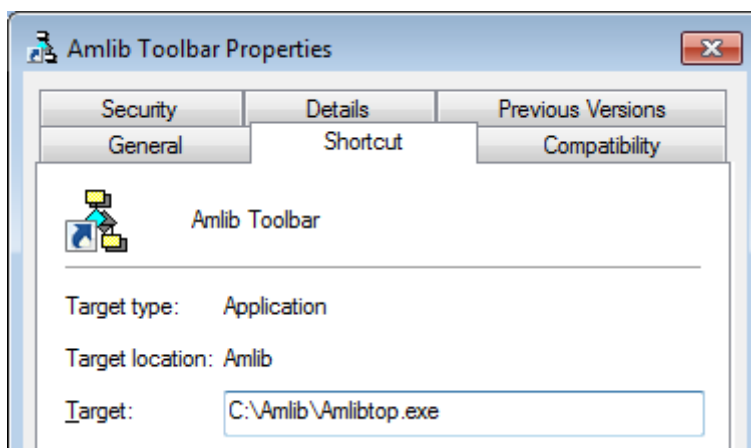 Amlib Toolbar Properties
Security Details Previous Versions
General Shortcut Compatibility
Amlib Toolbar
Target type: Application
Target location: Amlib
Target: C:\Amlib\Amlibtop.exe